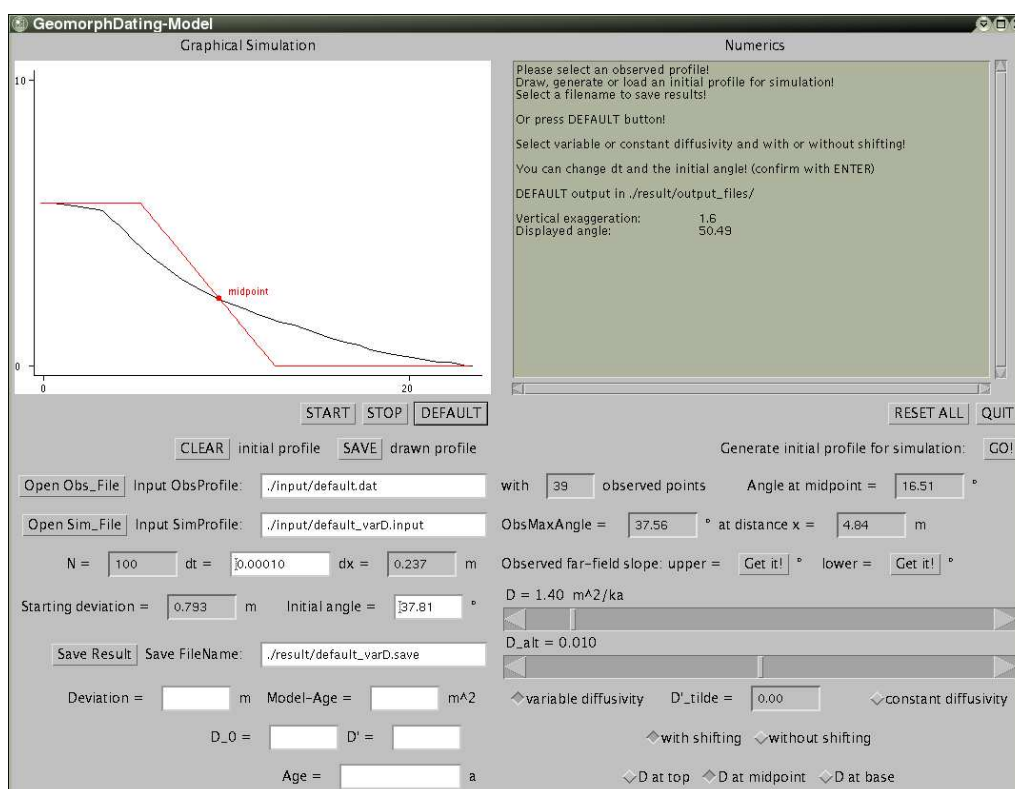 GeomorphDating-Model
Graphical Simulation
10
midpoint
0
0 20
START STOP DEFAULT
Numerics
Please select an observed profile!
Draw, generate or load an initial profile for simulation!
Select a filename to save results!
Or press DEFAULT button!
Select variable or constant diffusivity and with or without shifting!
You can change dt and the initial angle! (confirm with ENTER)
DEFAULT output in ./result/output_files/
Vertical exaggeration: 1.6
Displayed angle: 50.49
RESET ALL QUIT
CLEAR initial profile SAVE drawn profile
Generate initial profile for simulation: GO!
Open Obs_File Input ObsProfile: ./input/default.dat
with 39 observed points Angle at midpoint = 16.51 °
Open Sim_File Input SimProfile: ./input/default_varD.input
ObsMaxAngle = 37.56 ° at distance x = 4.84 m
N = 100 dt = 0.00010 dx = 0.237 m
Observed far-field slope: upper = Get it! ° lower = Get it! °
Starting deviation = 0.793 m Initial angle = 37.81 °
D = 1.40 m^2/ka
D_alt = 0.010
Save Result Save FileName: ./result/default_varD.save
Deviation = m Model-Age = m^2
variable diffusivity D'_tilde = 0.00 constant diffusivity
D_0 = D' =
with shifting without shifting
Age = a
D at top D at midpoint D at base